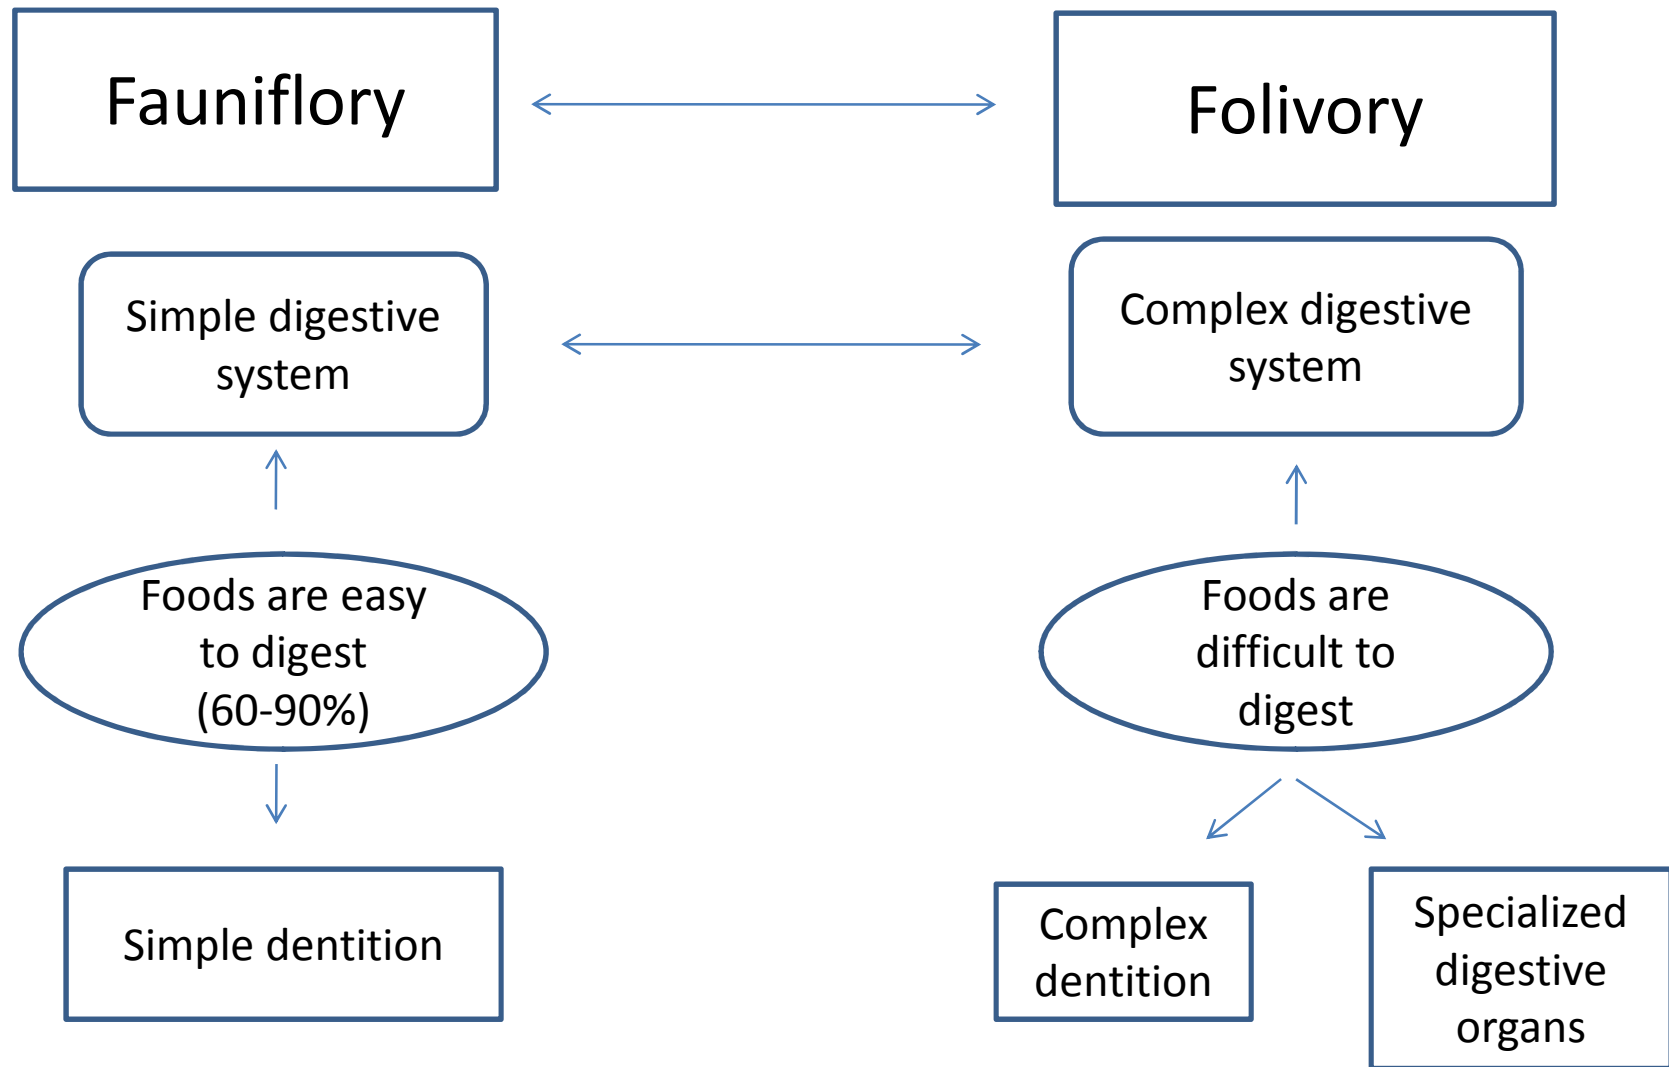 Fauniflory
Folivory
Simple digestive
system
Complex digestive
system
Foods are easy
to digest
(60-90%)
Foods are
difficult to
digest
Simple dentition
Complex
dentition
Specialized
digestive
organs